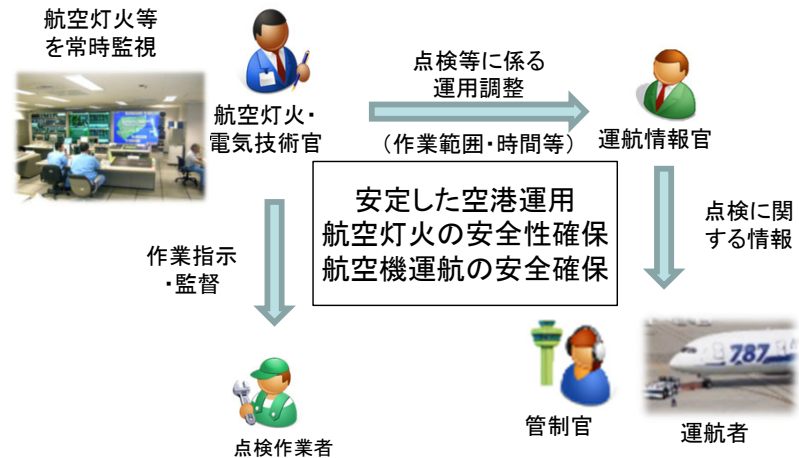 航空灯火等
を常時監視
航空灯火・
電気技術官
点検等に係る
運用調整
（作業範囲・時間等）
運航情報官
安定した空港運用
航空灯火の安全性確保
航空機運航の安全確保
作業指示
・監督
点検に関
する情報
787
点検作業者
管制官
運航者